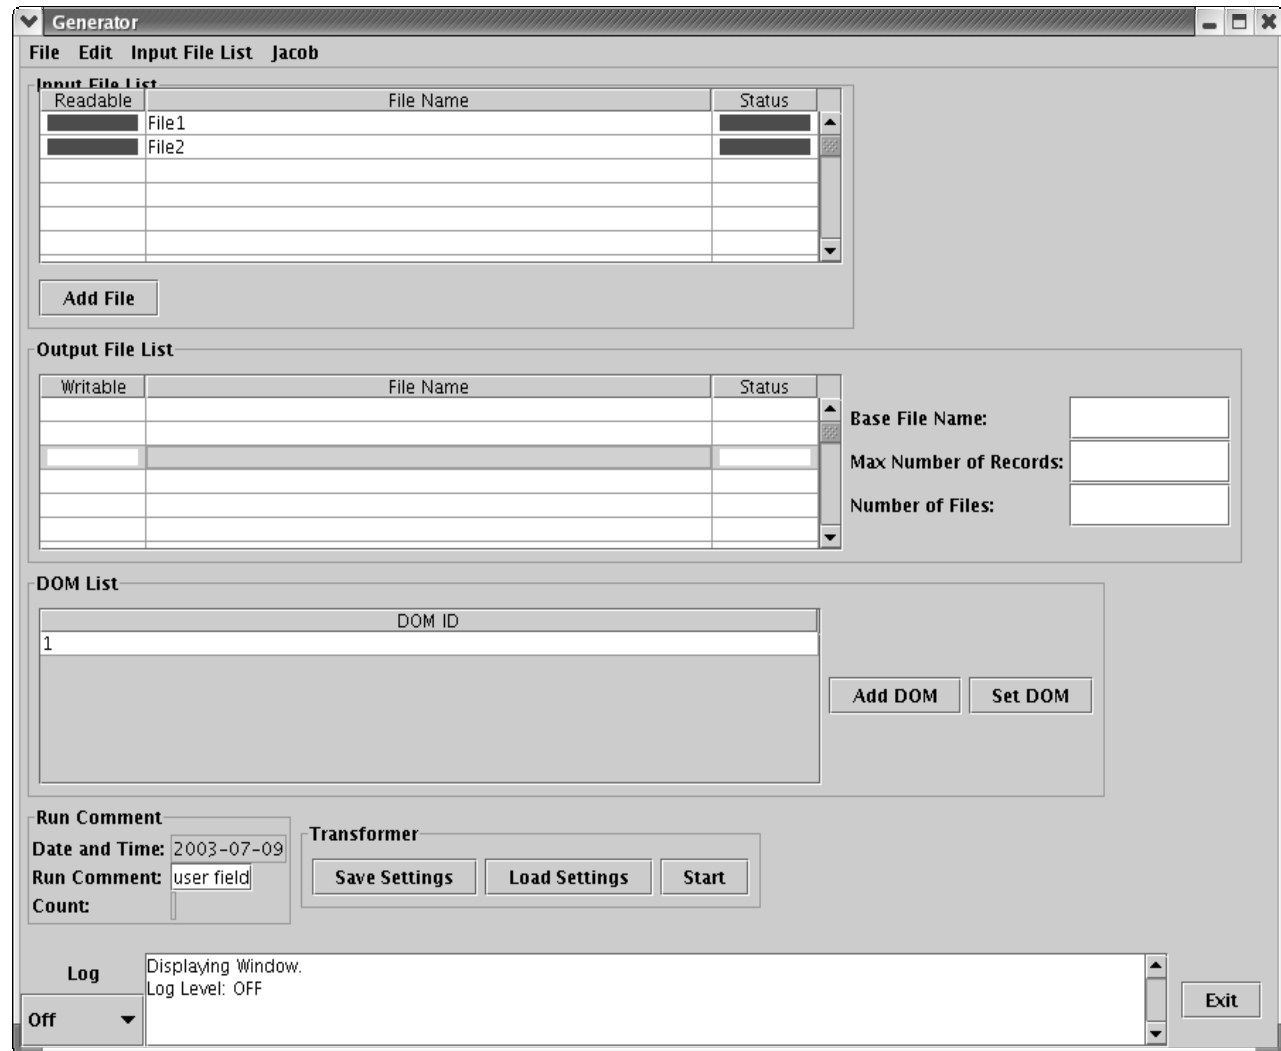 Generator
File Edit Input File List Jacob
Input File List
Readable File Name Status
File1
File2
Add File
Output File List
Writable File Name Status
Base File Name:
Max Number of Records:
Number of Files:
DOM List
DOM ID
1
Add DOM Set DOM
Run Comment
Date and Time: 2003-07-09
Run Comment: user field
Count:
Transformer
Save Settings Load Settings Start
Log
Off
Displaying Window.
Log Level: OFF
Exit